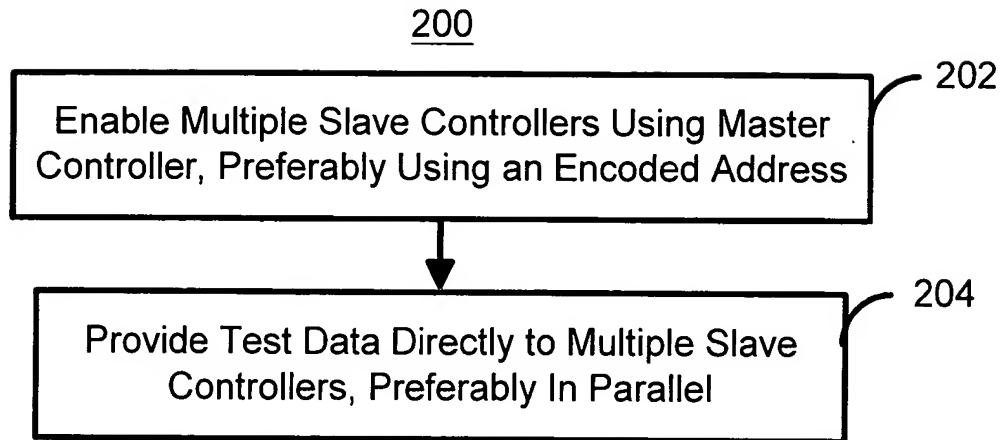 200
202
Enable Multiple Slave Controllers Using Master
Controller, Preferably Using an Encoded Address
204
Provide Test Data Directly to Multiple Slave
Controllers, Preferably In Parallel